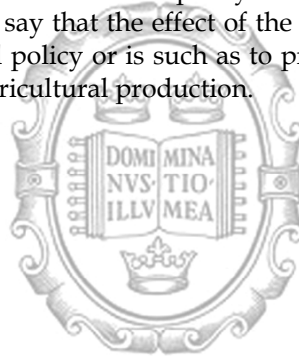 say that the effect of the
policy or is such as to p
ricultural production.
DOMI MINA
NVS· TIO·
ILLV MEA